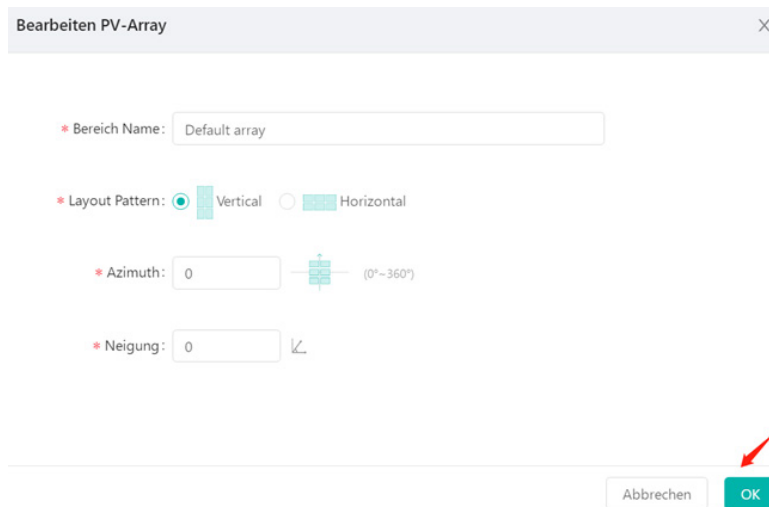 Bearbeiten PV-Array
* Bereich Name: Default array
* Layout Pattern: Vertical Horizontal
* Azimuth: 0 (0°~360°)
* Neigung: 0
Abbrechen OK